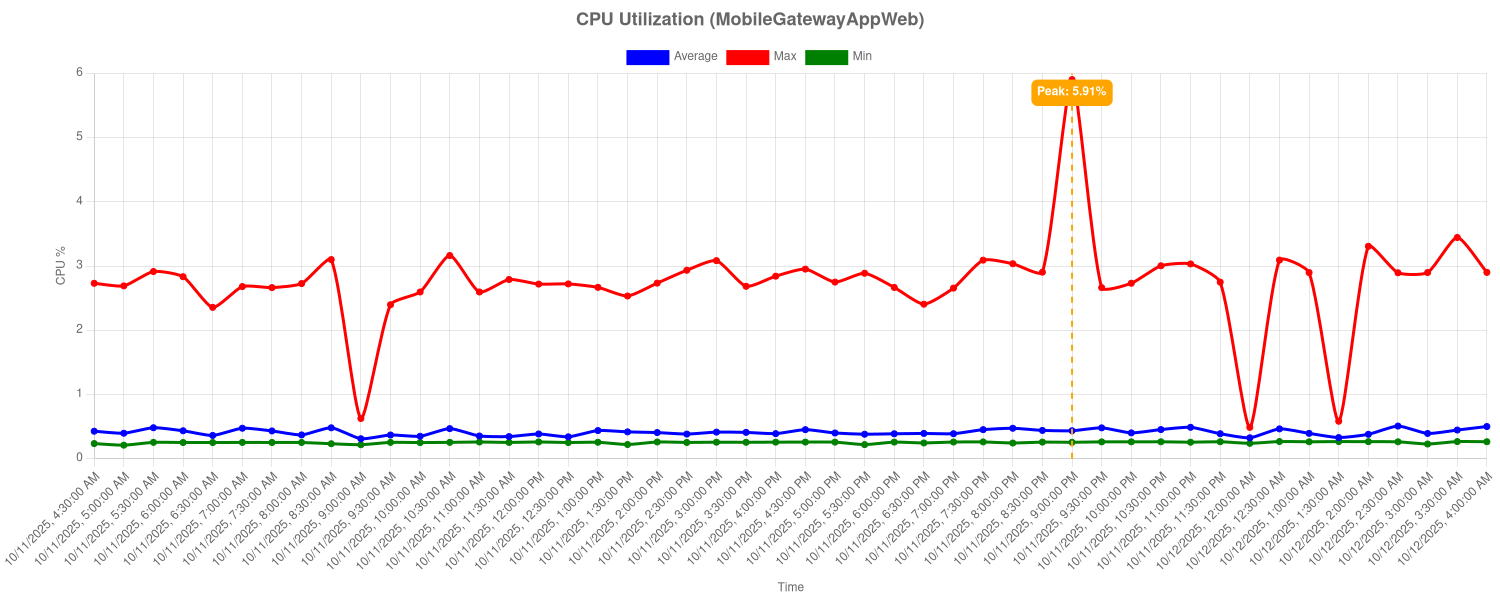 CPU Utilization (MobileGatewayAppWeb)
Average Max Min
6
Peak: 5.91%
5
4
3
CPU %
2
1
0
10/11/2025, 4:30:00 AM
10/11/2025, 5:00:00 AM
10/11/2025, 5:30:00 AM
10/11/2025, 6:00:00 AM
10/11/2025, 6:30:00 AM
10/11/2025, 7:00:00 AM
10/11/2025, 7:30:00 AM
10/11/2025, 8:00:00 AM
10/11/2025, 8:30:00 AM
10/11/2025, 9:00:00 AM
10/11/2025, 9:30:00 AM
10/11/2025, 10:00:00 AM
10/11/2025, 10:30:00 AM
10/11/2025, 11:00:00 AM
10/11/2025, 11:30:00 AM
10/11/2025, 12:00:00 PM
10/11/2025, 12:30:00 PM
10/11/2025, 1:00:00 PM
10/11/2025, 1:30:00 PM
10/11/2025, 2:00:00 PM
10/11/2025, 2:30:00 PM
10/11/2025, 3:00:00 PM
10/11/2025, 3:30:00 PM
10/11/2025, 4:00:00 PM
10/11/2025, 4:30:00 PM
10/11/2025, 5:00:00 PM
10/11/2025, 5:30:00 PM
10/11/2025, 6:00:00 PM
10/11/2025, 6:30:00 PM
10/11/2025, 7:00:00 PM
10/11/2025, 7:30:00 PM
10/11/2025, 8:00:00 PM
10/11/2025, 8:30:00 PM
10/11/2025, 9:00:00 PM
10/11/2025, 9:30:00 PM
10/11/2025, 10:00:00 PM
10/11/2025, 10:30:00 PM
10/11/2025, 11:00:00 PM
10/11/2025, 11:30:00 PM
10/12/2025, 12:00:00 AM
10/12/2025, 12:30:00 AM
10/12/2025, 1:00:00 AM
10/12/2025, 1:30:00 AM
10/12/2025, 2:00:00 AM
10/12/2025, 2:30:00 AM
10/12/2025, 3:00:00 AM
10/12/2025, 3:30:00 AM
10/12/2025, 4:00:00 AM
Time